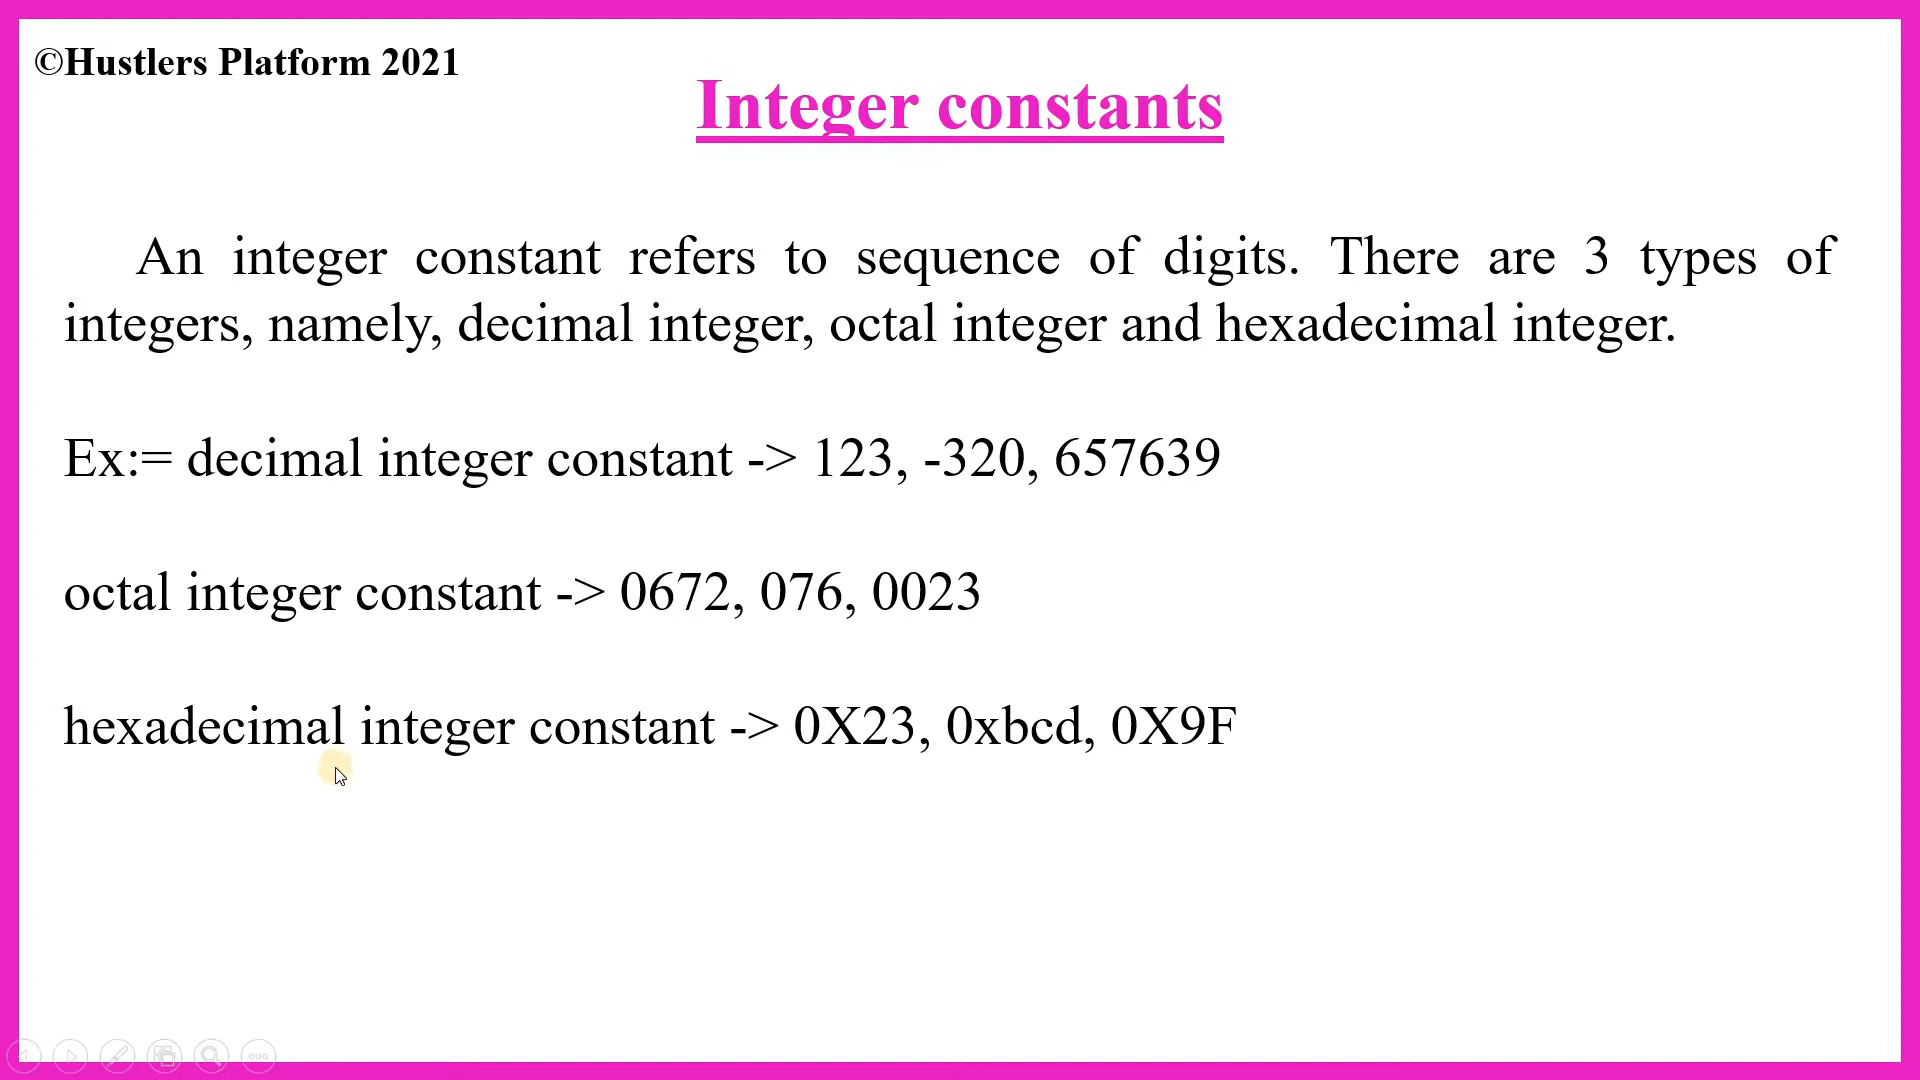 ©Hustlers Platform 2021
Integer constants
An integer constant refers to sequence of digits. There are 3 types of
integers, namely, decimal integer, octal integer and hexadecimal integer.
Ex:= decimal integer constant -> 123, -320, 657639
octal integer constant -> 0672, 076, 0023
hexadecimal integer constant -> 0X23, 0xbcd, 0X9F